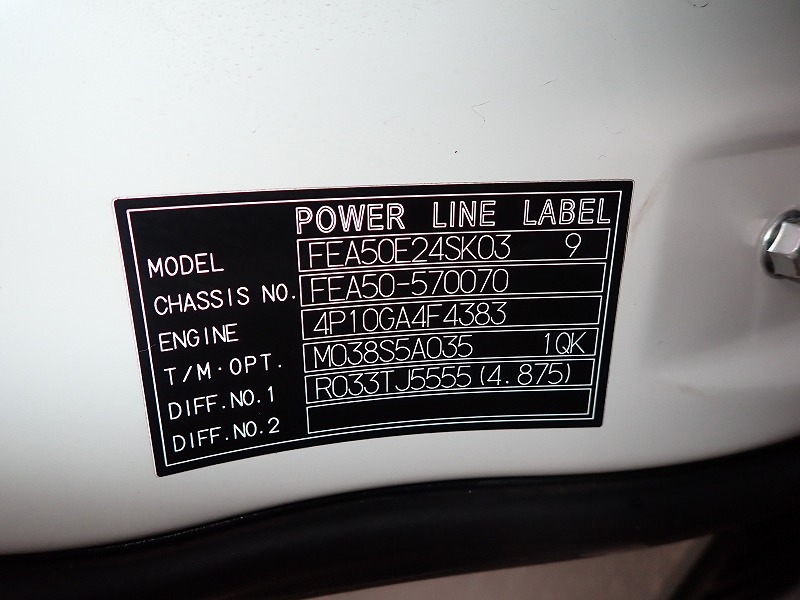 POWER LINE LABEL
MODEL FEA50E24SK03 9
CHASSIS NO. FEA50-570070
ENGINE 4P10GA4F4383
T/M·OPT. M038S5A035 1QK
DIFF.NO.1 R033TJ5555(4.875)
DIFF.NO.2